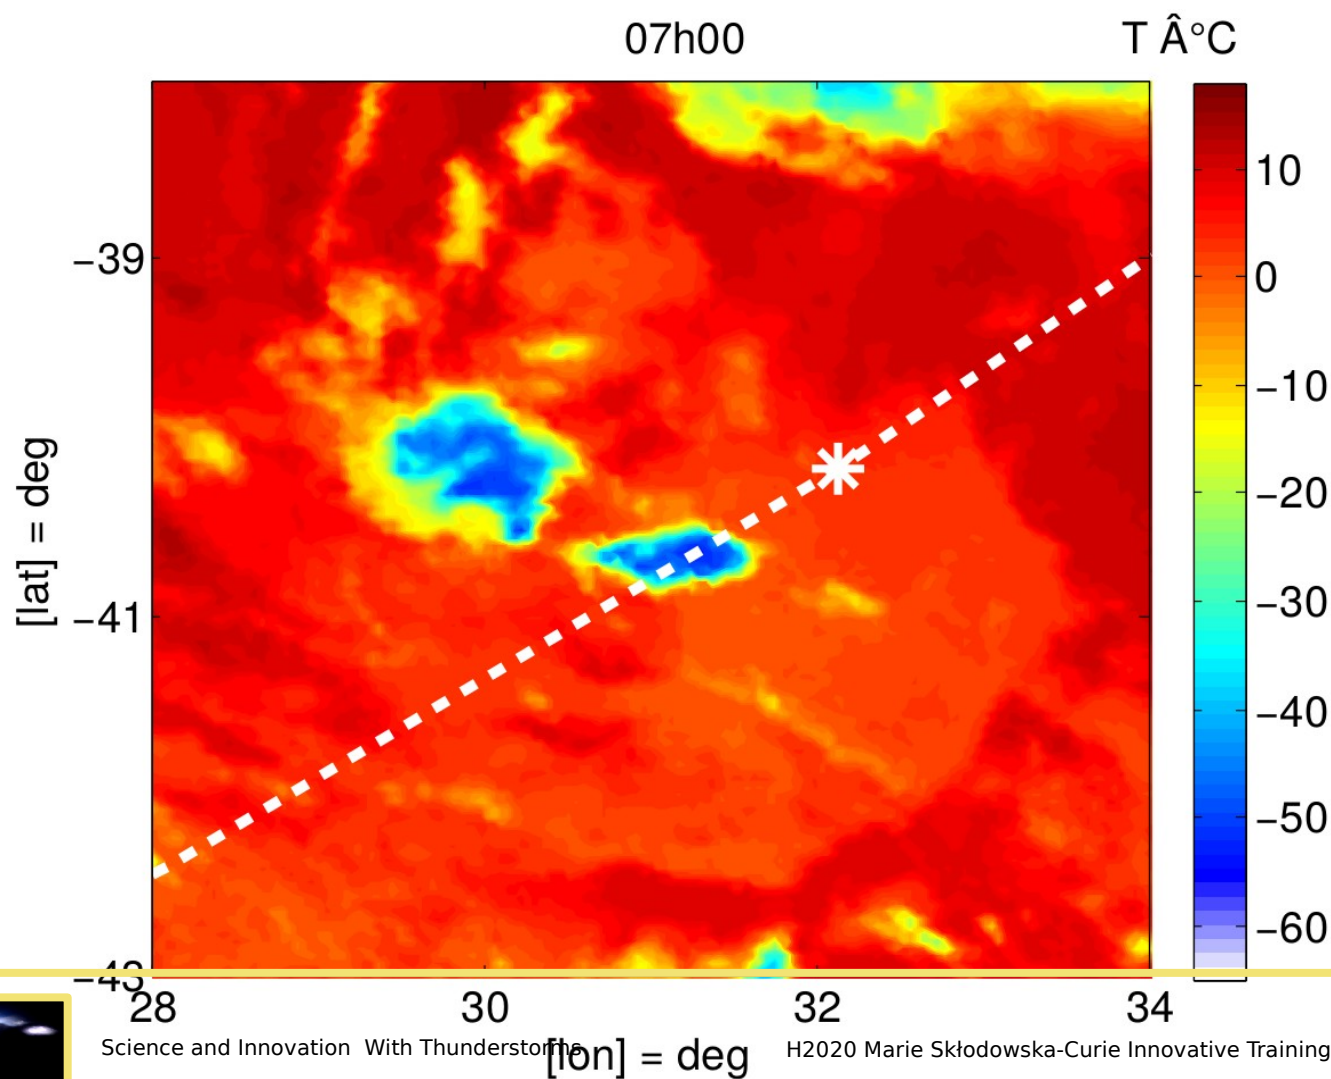 07h00
T Â°C
10
0
−10
−20
−30
−40
−50
−60
[lat] = deg
−39
−41
−43
28
30
32
34
[lon] = deg
Science and Innovation With Thunderstorms
H2020 Marie Skłodowska-Curie Innovative Training